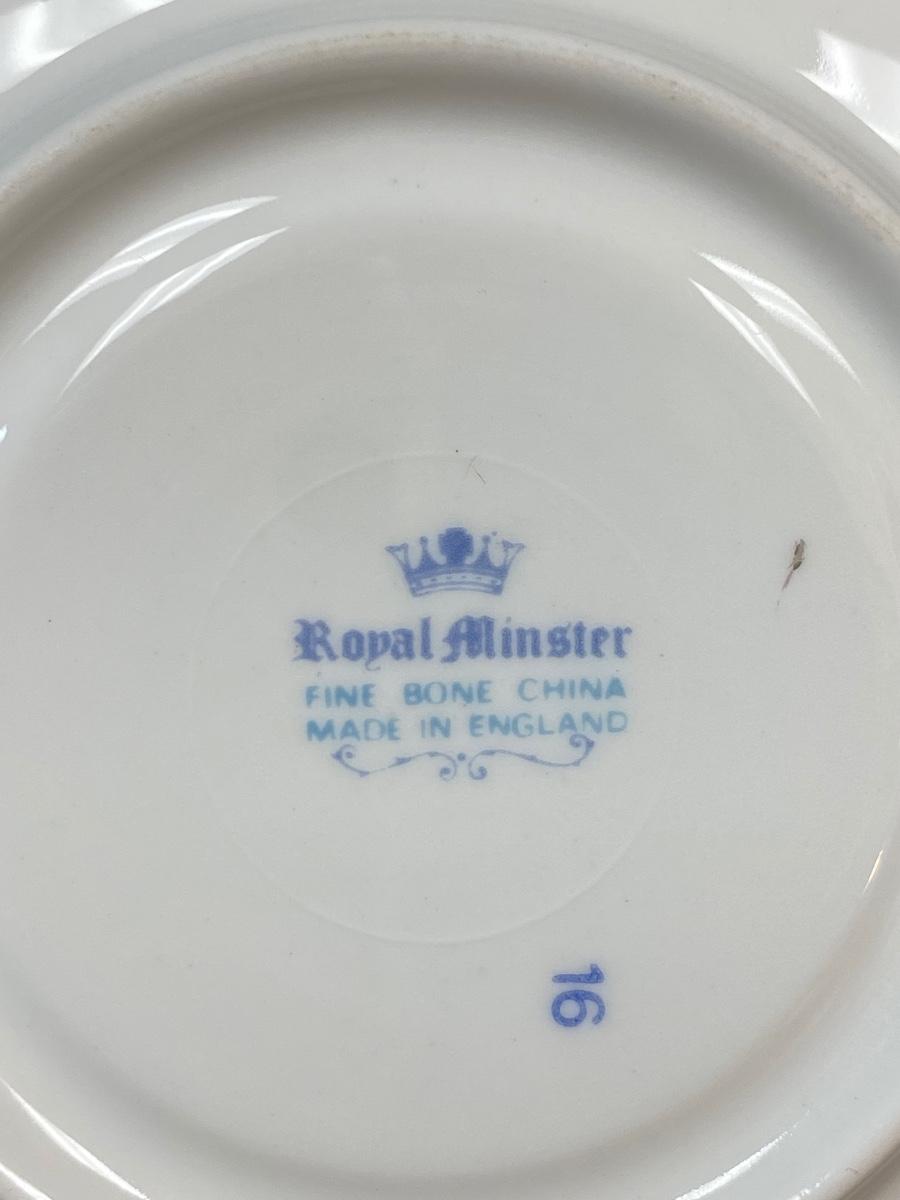 Royal Minster
FINE BONE CHINA
MADE IN ENGLAND
16